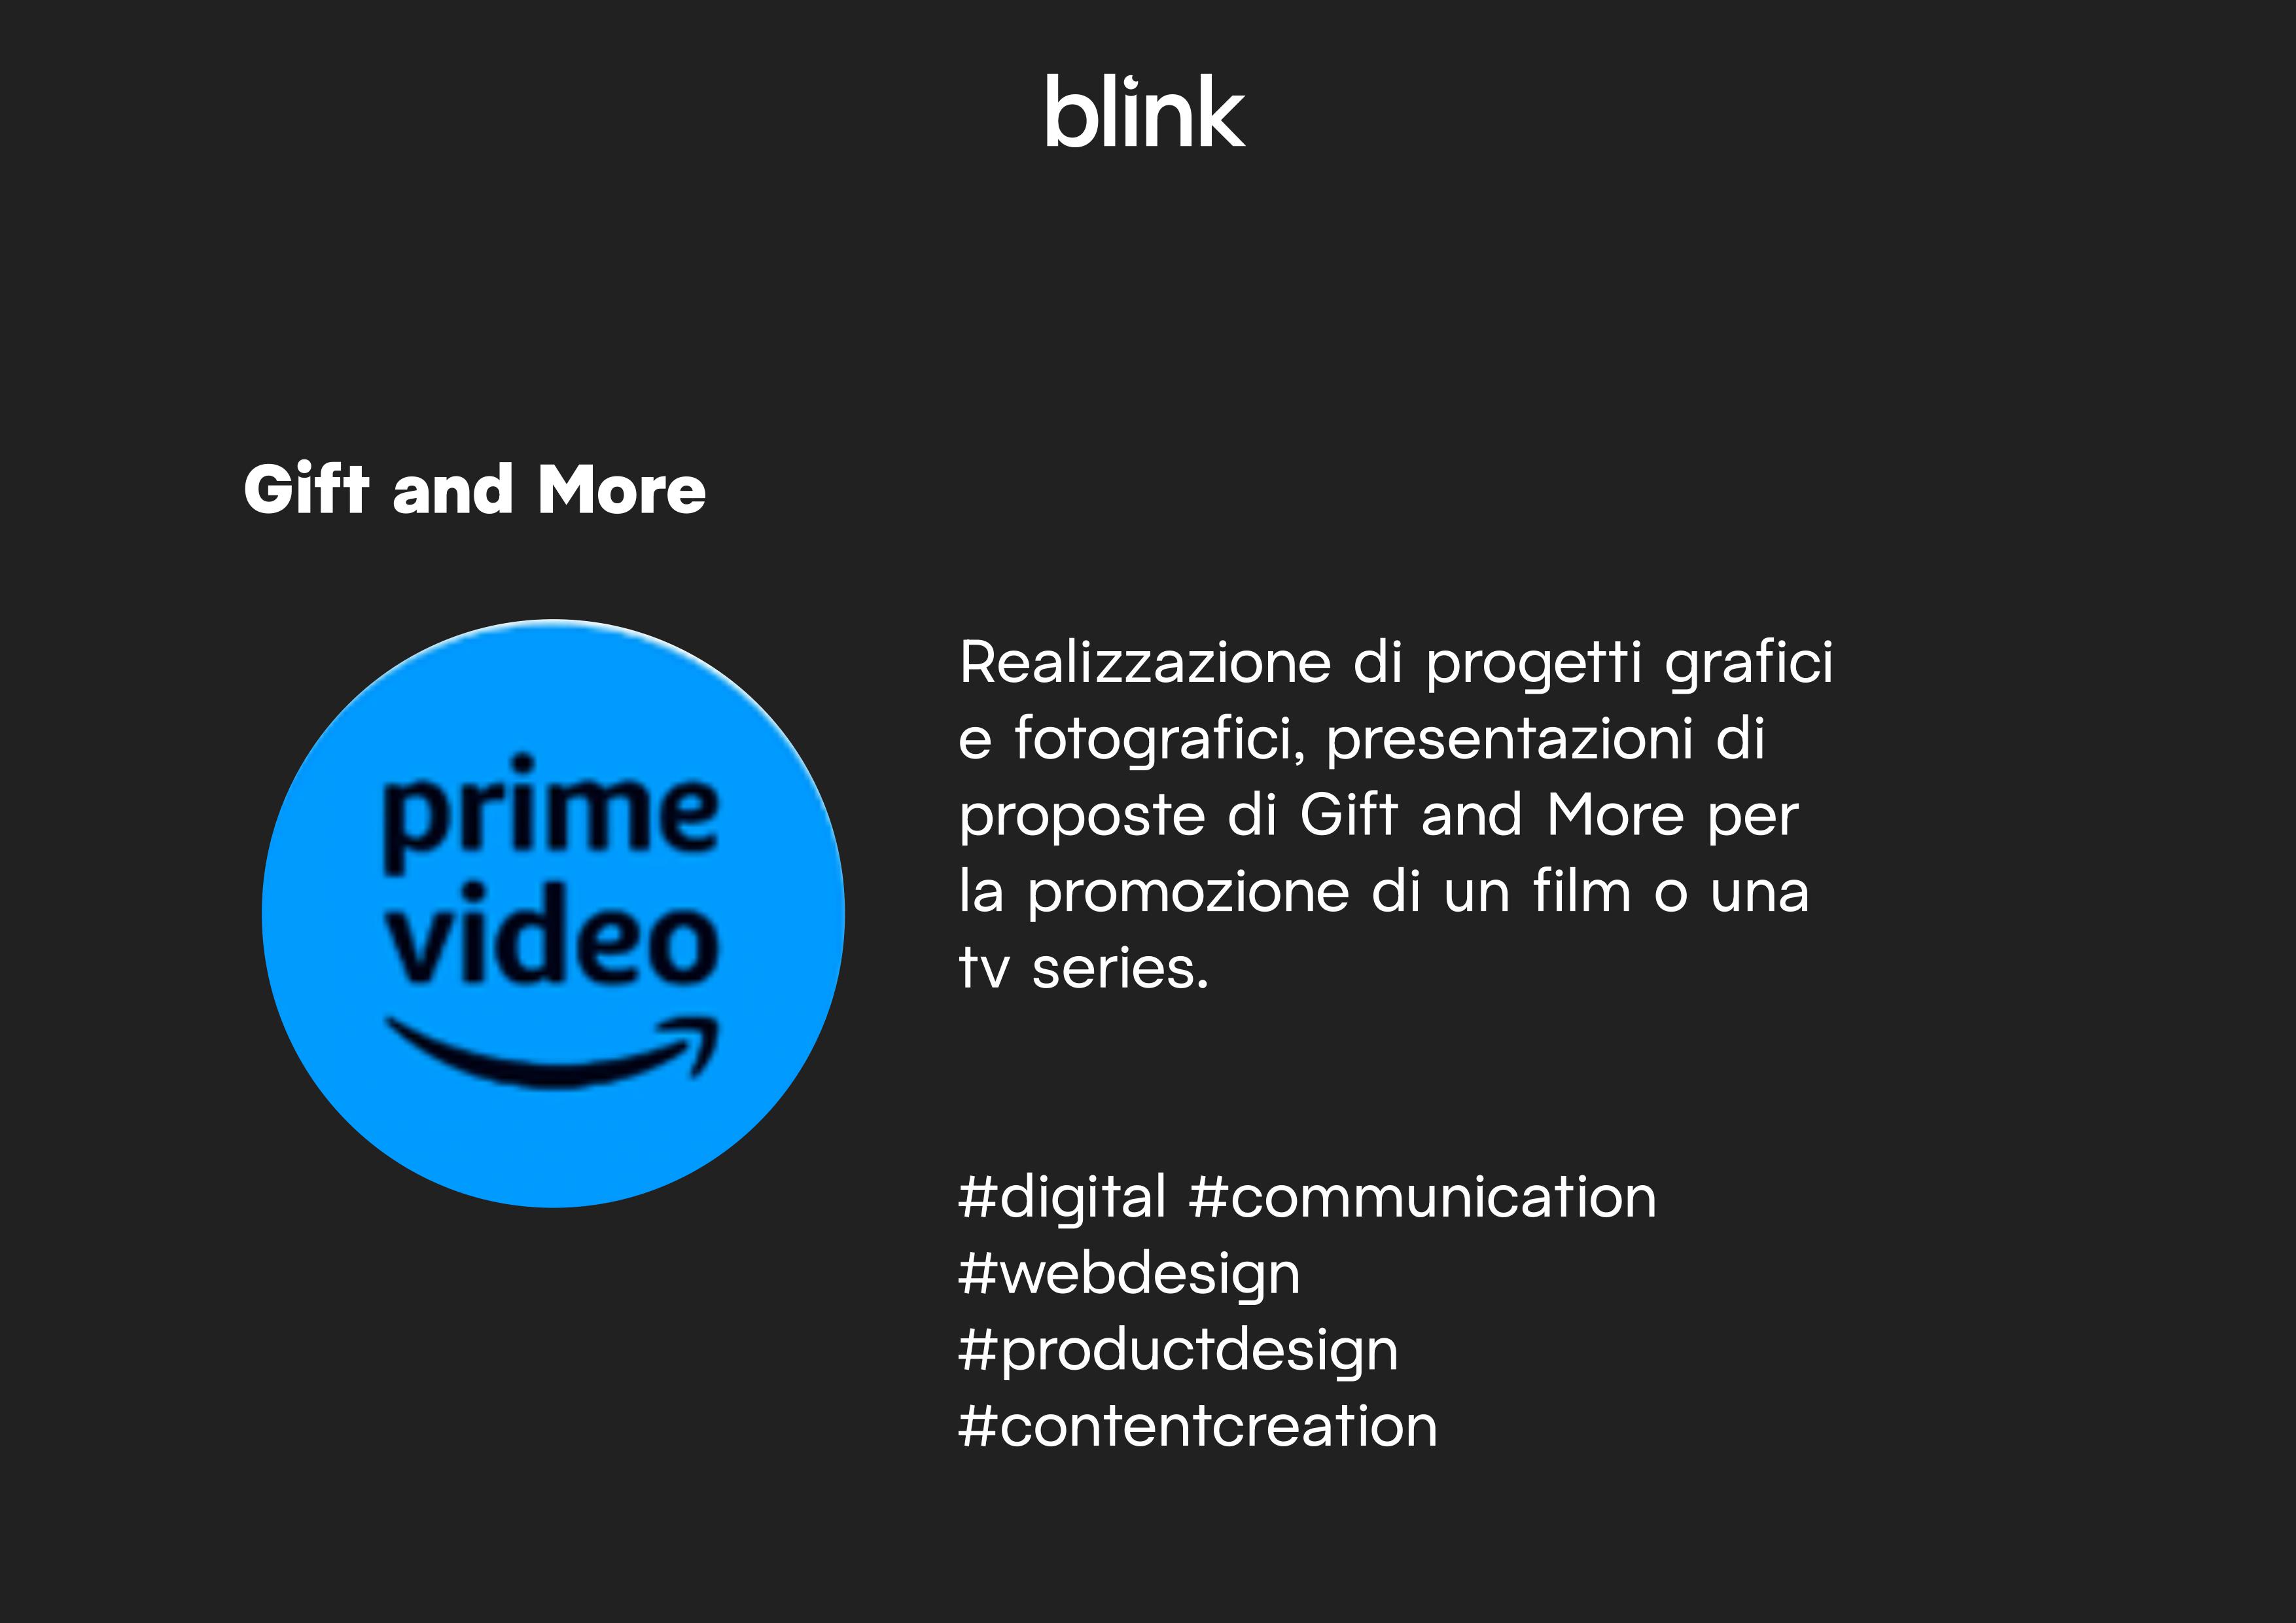 blink
Gift and More
prime
video
Realizzazione di progetti grafici
e fotografici, presentazioni di
proposte di Gift and More per
la promozione di un film o una
tv series.
#digital #communication
#webdesign
#productdesign
#contentcreation